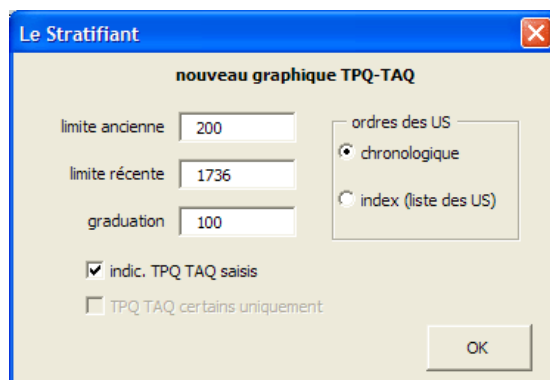 Le Stratifiant
nouveau graphique TPQ-TAQ
limite ancienne 200
limite récente 1736
graduation 100
ordres des US
chronologique
index (liste des US)
indic. TPQ TAQ saisis
TPQ TAQ certains uniquement
OK